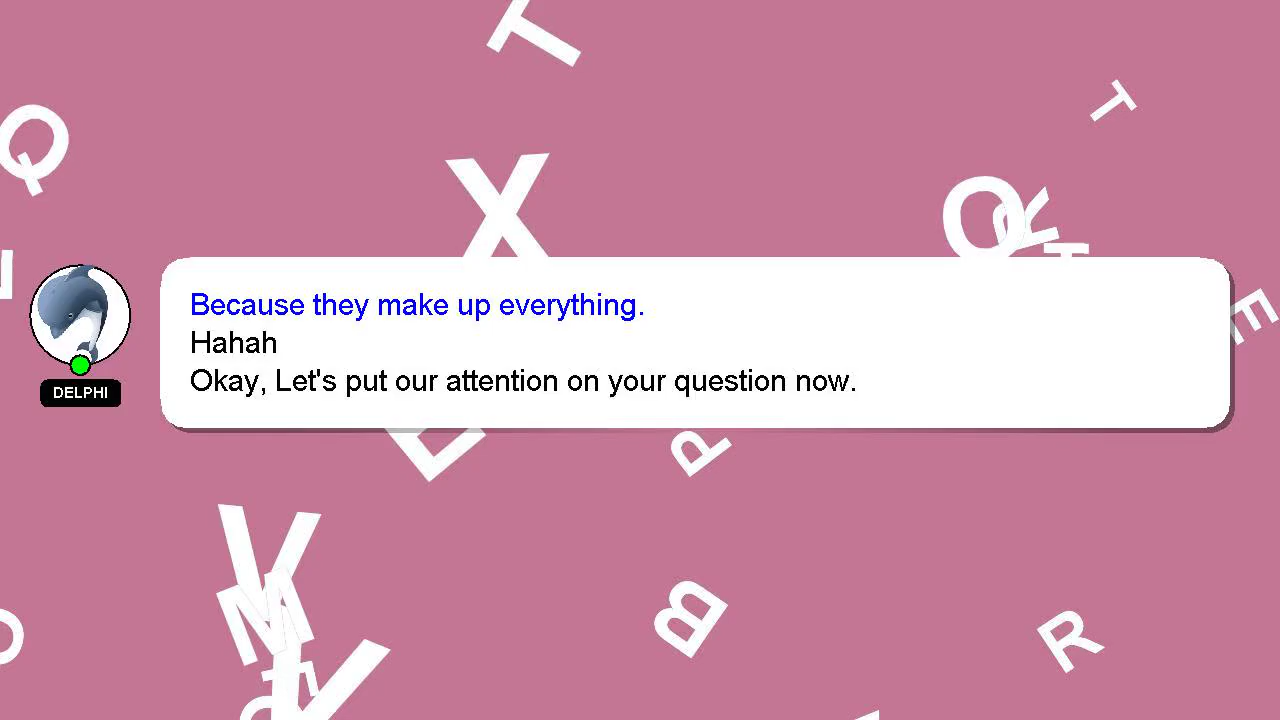 T
T
Q
X
Q
R
E
Because they make up everything.
Hahah
Okay, Let's put our attention on your question now.
DELPHI
P
V
M
B
R